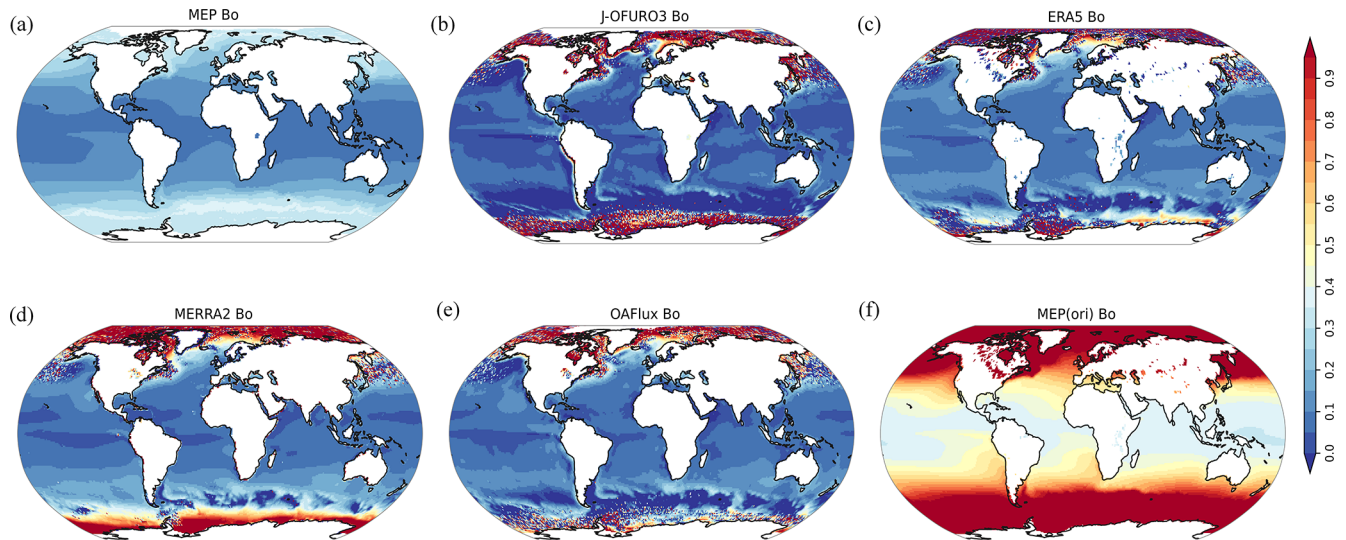 (a) MEP Bo
(b) J-OFURO3 Bo
(c) ERA5 Bo
(d) MERRA2 Bo
(e) OAFlux Bo
(f) MEP(ori) Bo
0.9
0.8
0.7
0.6
0.5
0.4
0.3
0.2
0.1
0.0